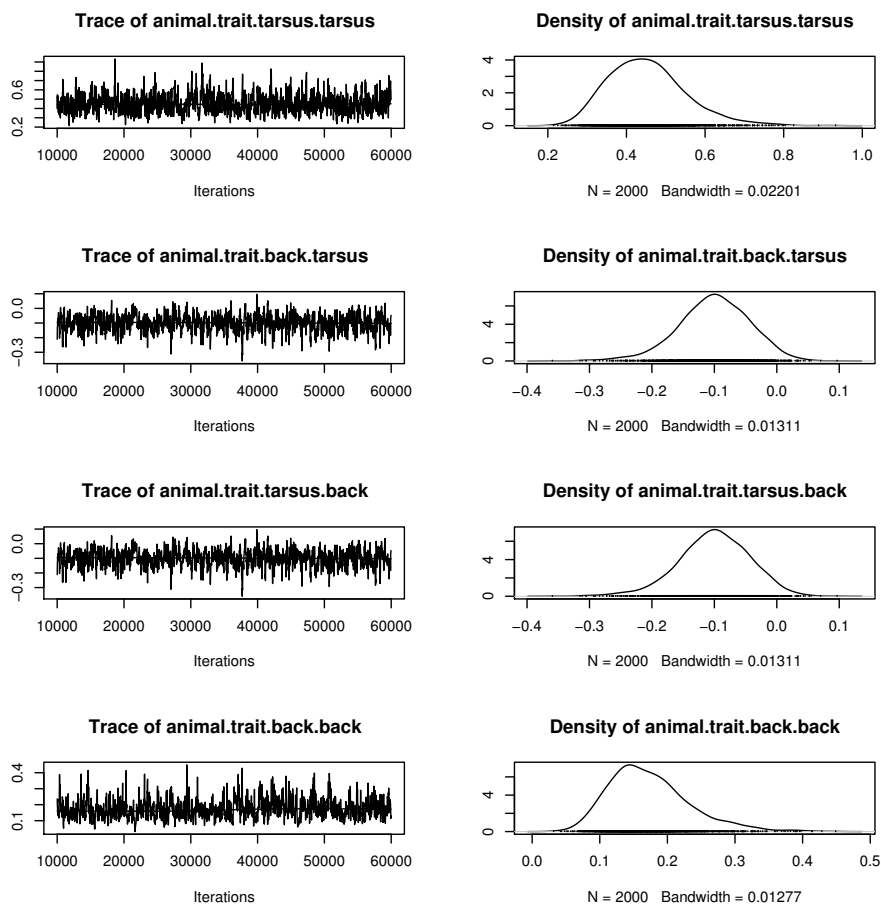 Trace of animal.trait.tarsus.tarsus
0.2 0.6
10000 20000 30000 40000 50000 60000
Iterations
Density of animal.trait.tarsus.tarsus
0 2 4
0.2 0.4 0.6 0.8 1.0
N = 2000 Bandwidth = 0.02201
Trace of animal.trait.back.tarsus
−0.3 0.0
10000 20000 30000 40000 50000 60000
Iterations
Density of animal.trait.back.tarsus
0 4
−0.4 −0.3 −0.2 −0.1 0.0 0.1
N = 2000 Bandwidth = 0.01311
Trace of animal.trait.tarsus.back
−0.3 0.0
10000 20000 30000 40000 50000 60000
Iterations
Density of animal.trait.tarsus.back
0 4
−0.4 −0.3 −0.2 −0.1 0.0 0.1
N = 2000 Bandwidth = 0.01311
Trace of animal.trait.back.back
0.1 0.4
10000 20000 30000 40000 50000 60000
Iterations
Density of animal.trait.back.back
0 4
0.0 0.1 0.2 0.3 0.4 0.5
N = 2000 Bandwidth = 0.01277